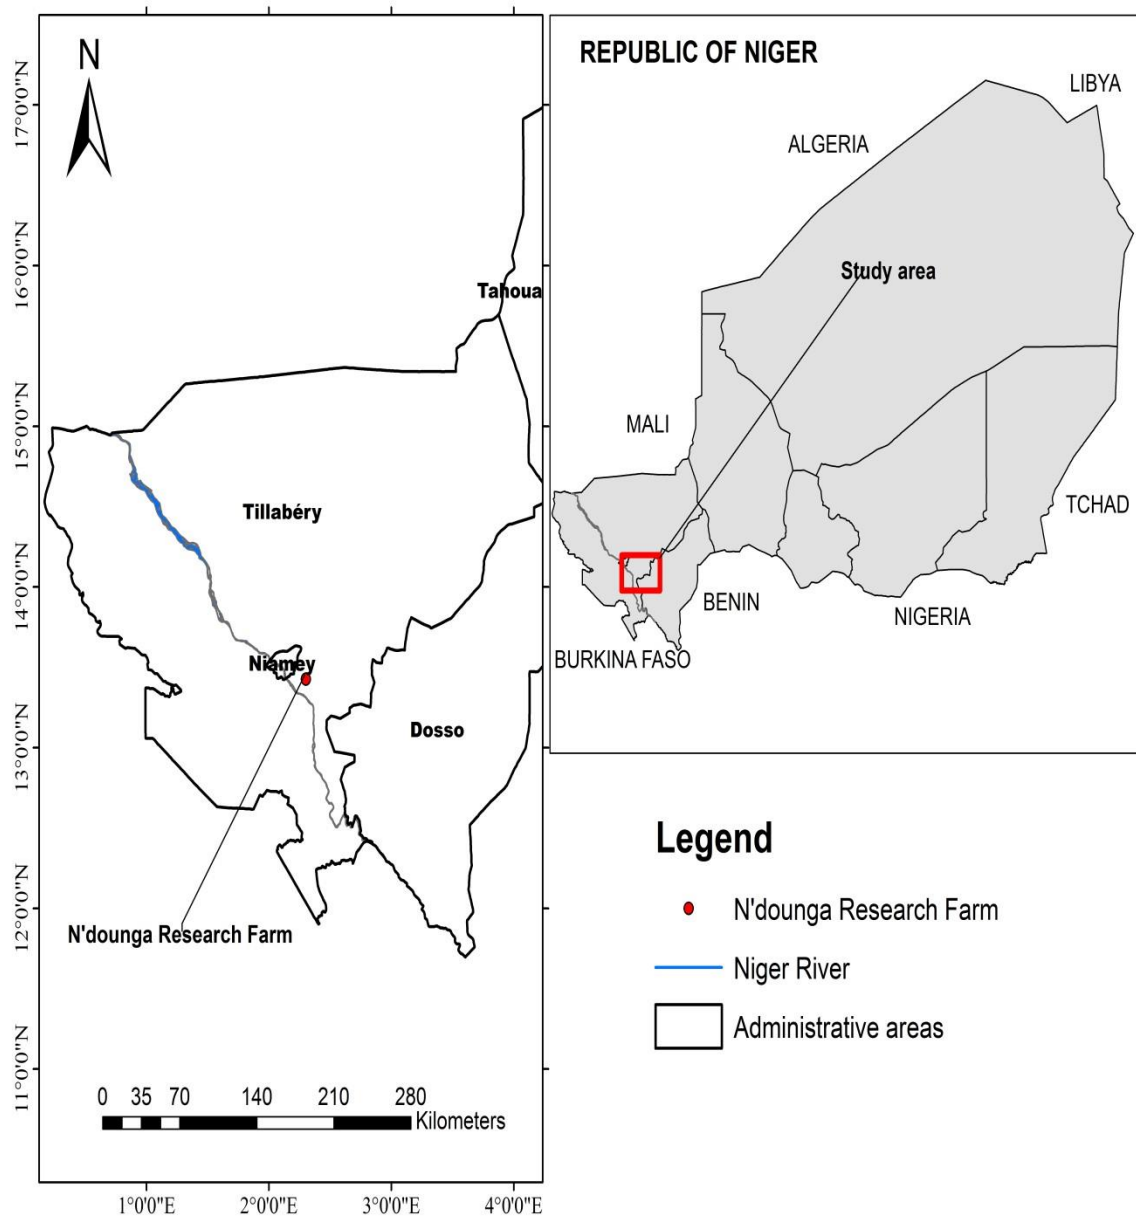 N
17°0'0"N
16°0'0"N
15°0'0"N
14°0'0"N
13°0'0"N
12°0'0"N
11°0'0"N
Tahoua
Tillabéry
Niamey
Dosso
N'dounga Research Farm
0 35 70 140 210 280
Kilometers
1°0'0"E 2°0'0"E 3°0'0"E 4°0'0"E
REPUBLIC OF NIGER
LIBYA
ALGERIA
Study area
MALI
TCHAD
BENIN
NIGERIA
BURKINA FASO
Legend
N'dounga Research Farm
Niger River
Administrative areas